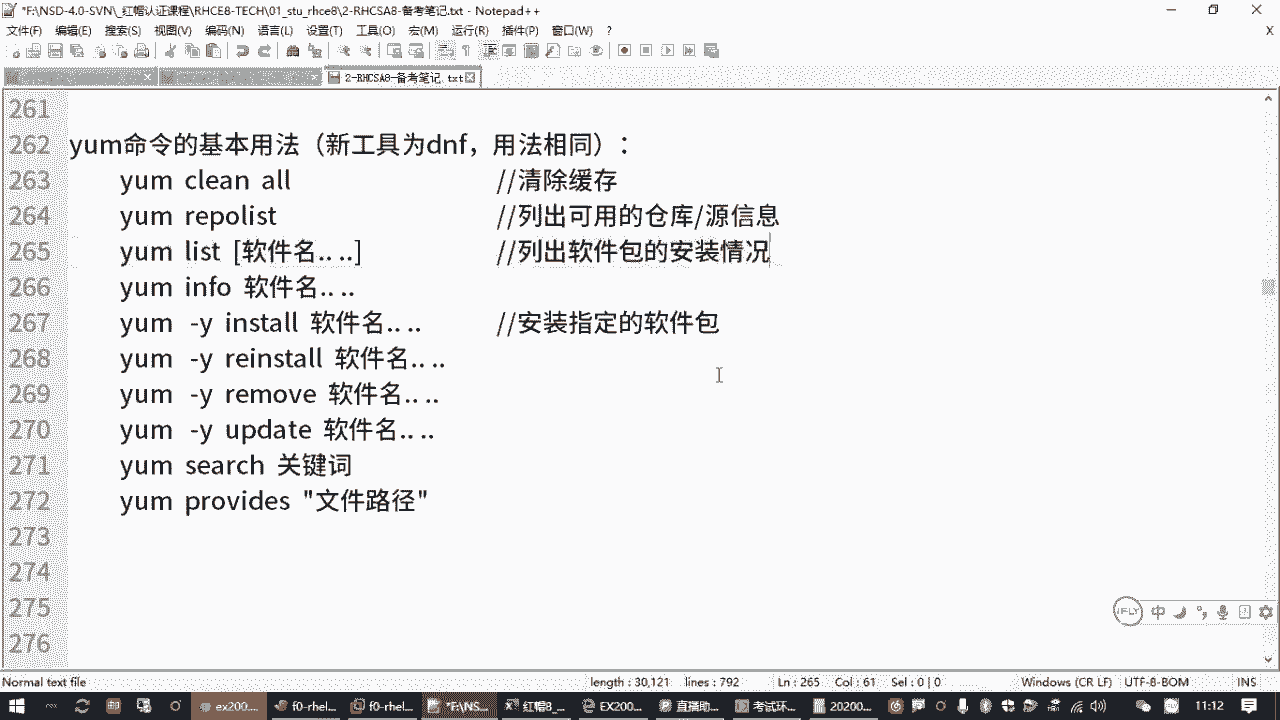 *F:\NSD-4.0-SVN\_红帽认证课程\RHCE8-TECH\01_stu_rhce8\2-RHCSA8-备考笔记.txt - Notepad++
文件(F) 编辑(E) 搜索(S) 视图(V) 编码(N) 语言(L) 设置(T) 工具(O) 宏(M) 运行(R) 插件(P) 窗口(W) ? X
2-RHCSA8-备考笔记.txt
261
262 yum命令的基本用法（新工具为dnf，用法相同）：
263 yum clean all //清除缓存
264 yum repolist //列出可用的仓库/源信息
265 yum list [软件名.. ..] //列出软件包的安装情况
266 yum info 软件名.. ..
267 yum -y install 软件名.. .. //安装指定的软件包
268 yum -y reinstall 软件名.. ..
269 yum -y remove 软件名.. ..
270 yum -y update 软件名.. ..
271 yum search 关键词
272 yum provides "文件路径"
273
274
275
276
iFLY 中
Normal text file length : 30,121 lines : 792 Ln : 265 Col : 61 Sel : 0 | 0 Windows (CR LF) UTF-8-BOM INS
ex200... f0-rhel... f0-rhel... *F:\NS... 红帽8_... EX200... 直播助... 考试环... 20200... 11:12